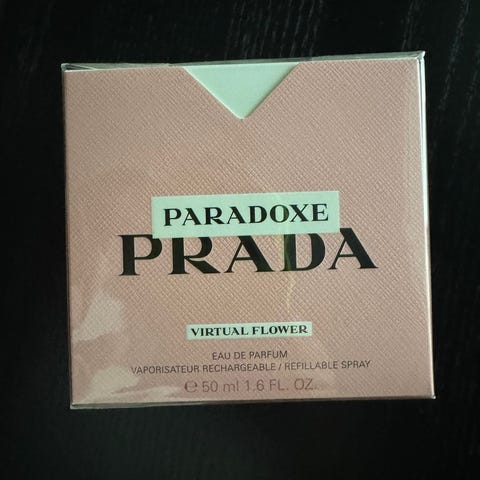 PARADOXE
PRADA
VIRTUAL FLOWER
EAU DE PARFUM
VAPORISATEUR RECHARGEABLE / REFILLABLE SPRAY
℮ 50 ml 1.6 FL. OZ.